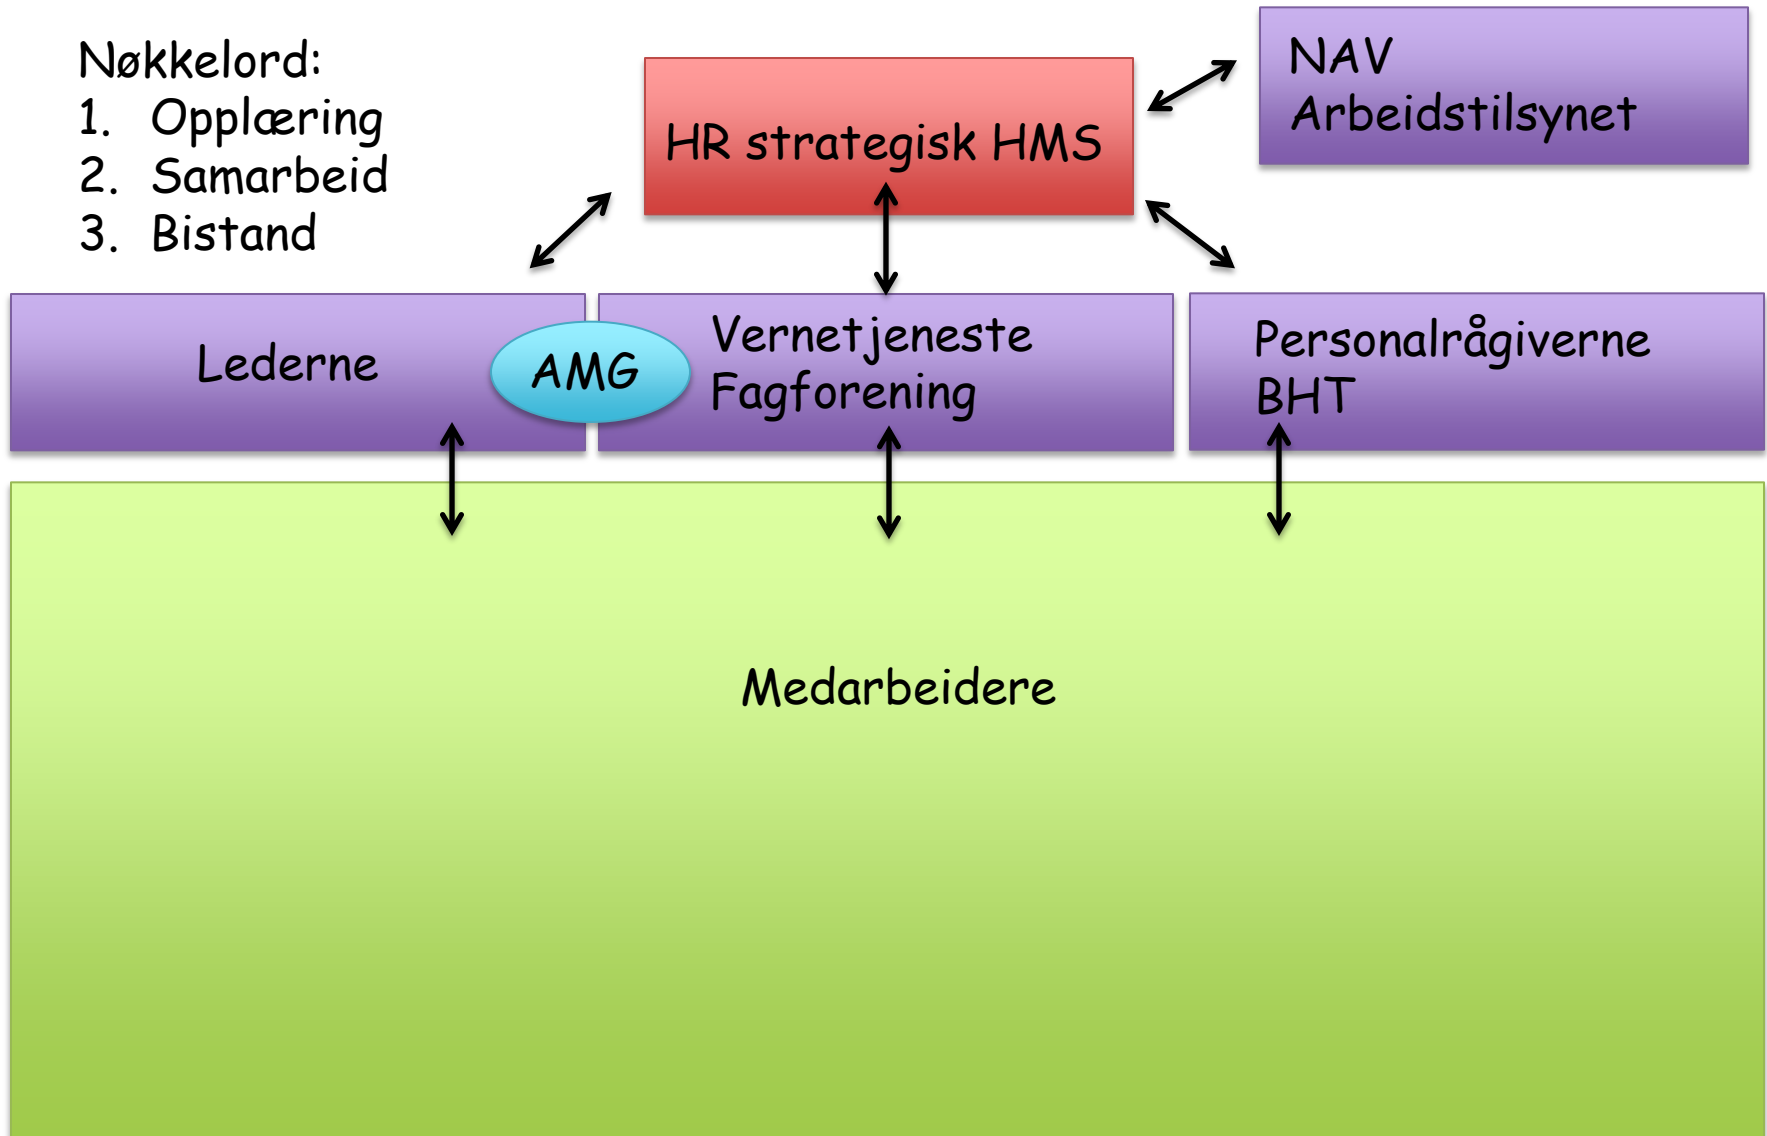 Nøkkelord:
1. Opplæring
2. Samarbeid
3. Bistand
HR strategisk HMS
NAV
Arbeidstilsynet
Lederne
AMG
Vernetjeneste
Fagforening
Personalrågiverne
BHT
Medarbeidere